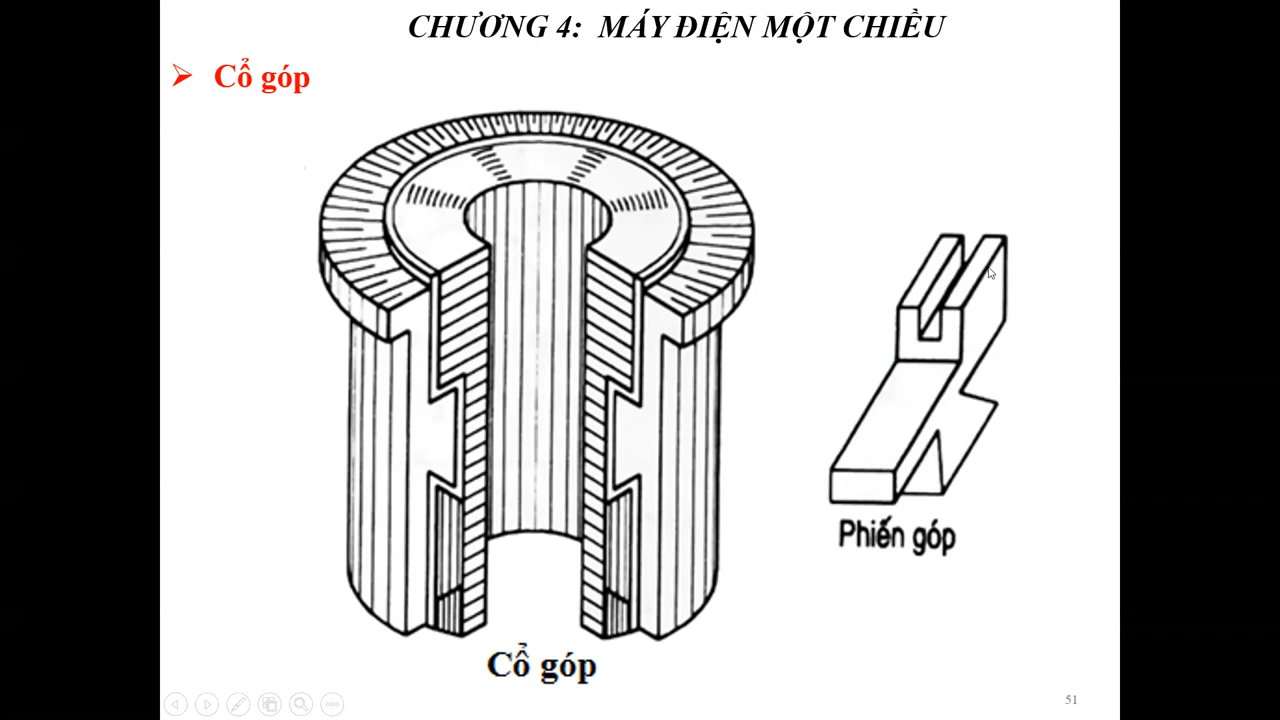 CHƯƠNG 4: MÁY ĐIỆN MỘT CHIỀU
Cổ góp
Phiến góp
Cổ góp
51